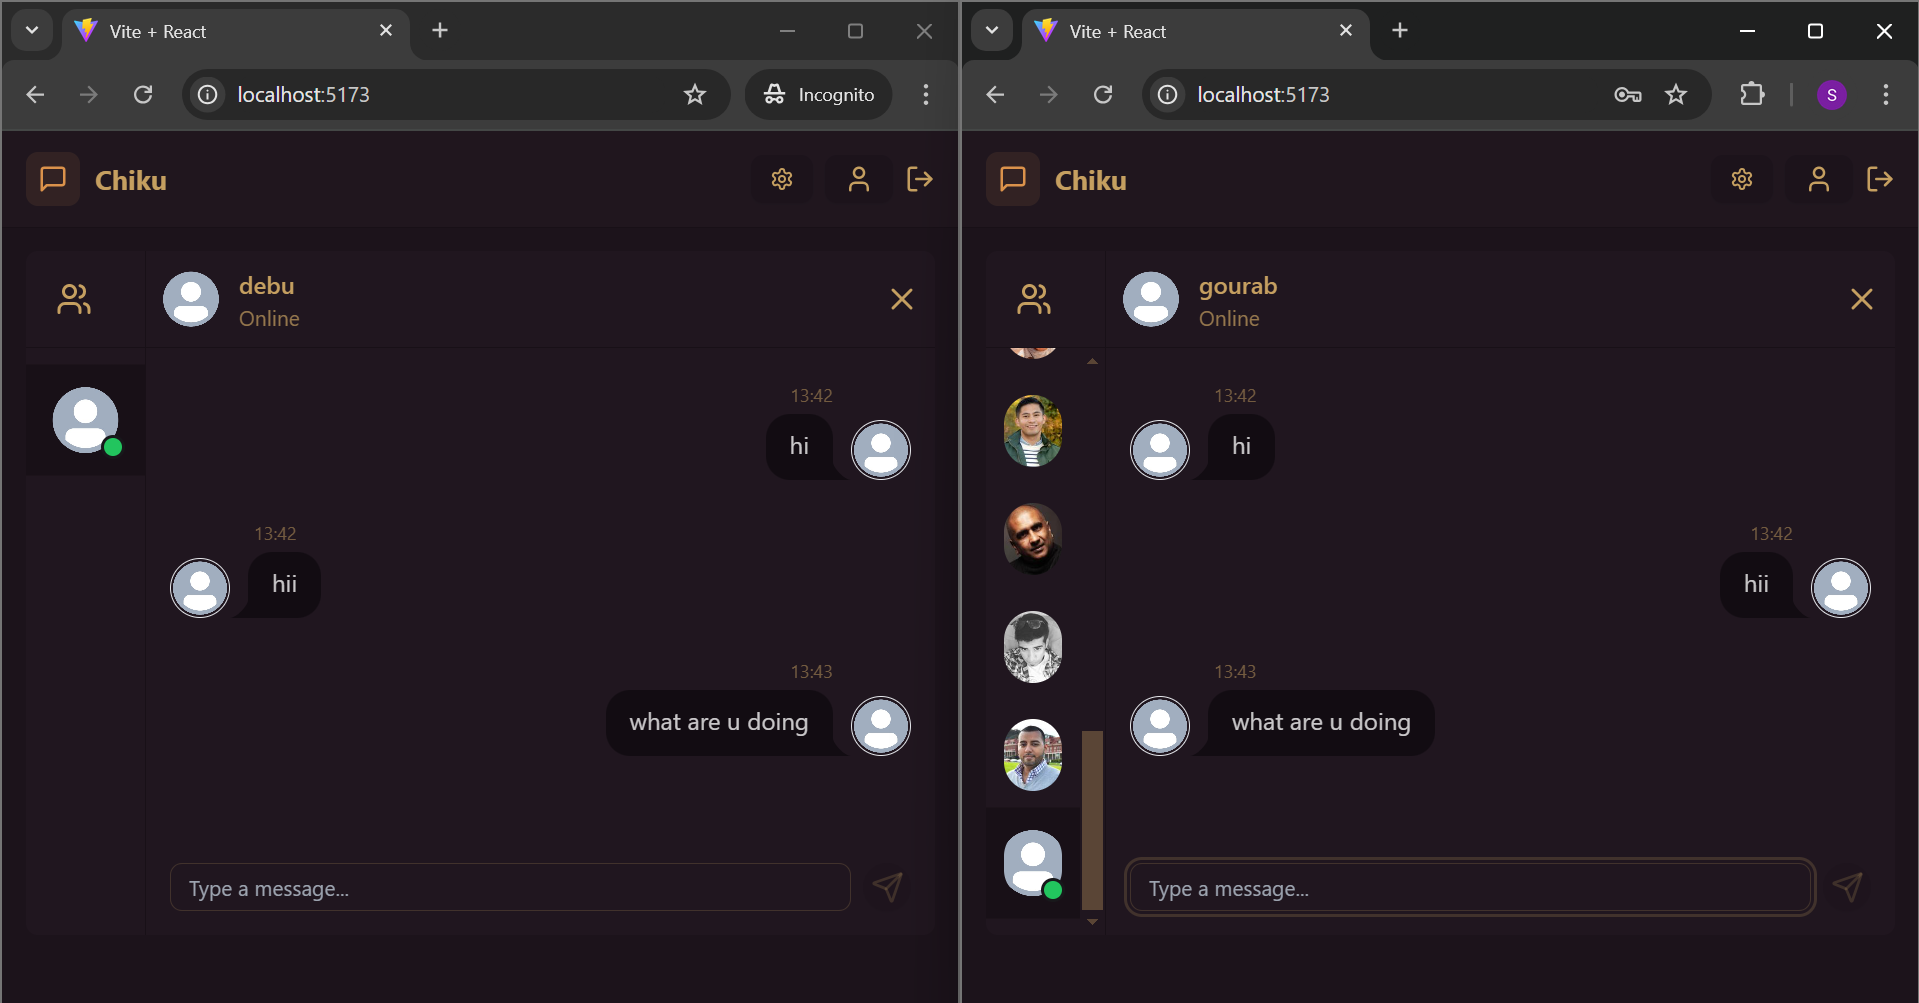 Vite + React
localhost:5173
Incognito
Chiku
debu
Online
13:42
hi
13:42
hii
13:43
what are u doing
Type a message...
Vite + React
localhost:5173
S
Chiku
gourab
Online
13:42
hi
13:42
hii
13:43
what are u doing
Type a message...